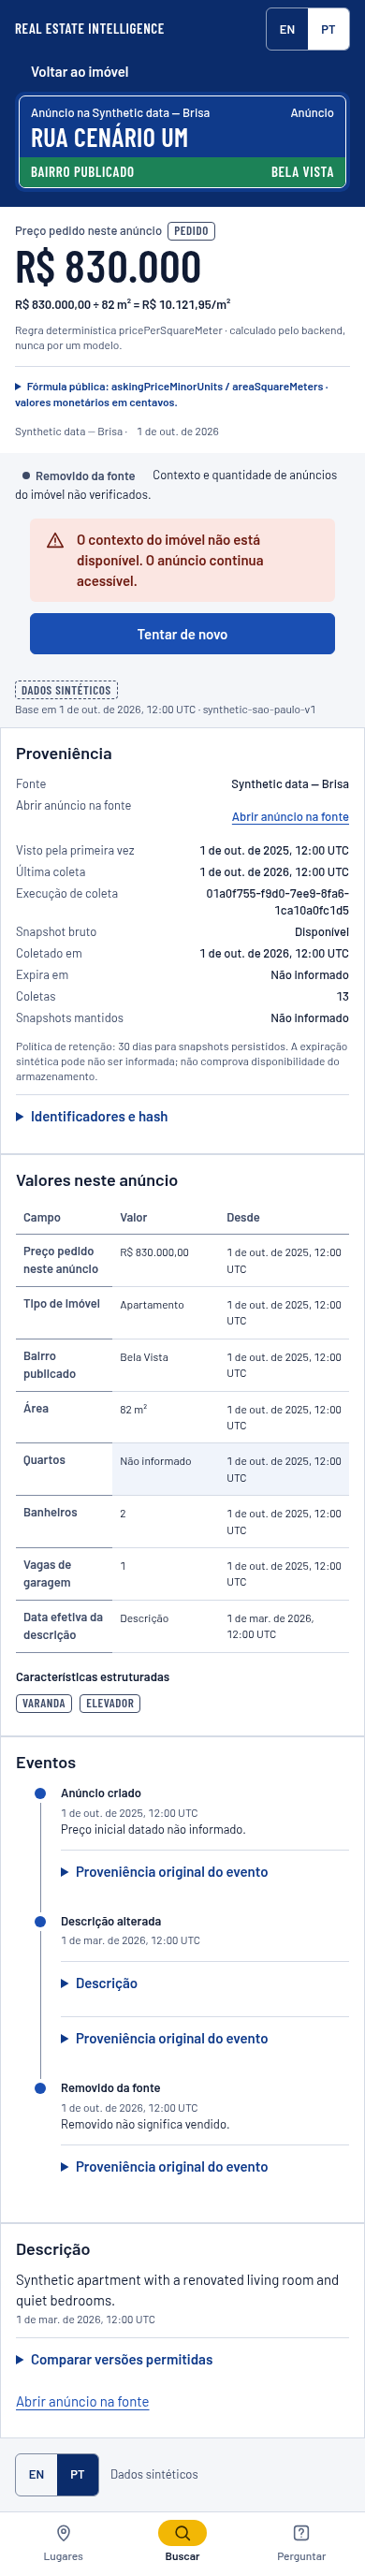 REAL ESTATE INTELLIGENCE
EN PT
Voltar ao imóvel
Anúncio na Synthetic data — Brisa Anúncio
RUA CENÁRIO UM
BAIRRO PUBLICADO BELA VISTA
Preço pedido neste anúncio PEDIDO
R$ 830.000
R$ 830.000,00 ÷ 82 m² = R$ 10.121,95/m²
Regra determinística pricePerSquareMeter · calculado pelo backend,
nunca por um modelo.
Fórmula pública: askingPriceMinorUnits / areaSquareMeters ·
valores monetários em centavos.
Synthetic data — Brisa · 1 de out. de 2026
Removido da fonte Contexto e quantidade de anúncios
do imóvel não verificados.
O contexto do imóvel não está
disponível. O anúncio continua
acessível.
Tentar de novo
DADOS SINTÉTICOS
Base em 1 de out. de 2026, 12:00 UTC · synthetic-sao-paulo-v1
Proveniência
Fonte Synthetic data — Brisa
Abrir anúncio na fonte
Abrir anúncio na fonte
Visto pela primeira vez 1 de out. de 2025, 12:00 UTC
Última coleta 1 de out. de 2026, 12:00 UTC
Execução de coleta 01a0f755-f9d0-7ee9-8fa6-
1ca10a0fc1d5
Snapshot bruto Disponível
Coletado em 1 de out. de 2026, 12:00 UTC
Expira em Não informado
Coletas 13
Snapshots mantidos Não informado
Política de retenção: 30 dias para snapshots persistidos. A expiração
sintética pode não ser informada; não comprova disponibilidade do
armazenamento.
Identificadores e hash
Valores neste anúncio
Campo Valor Desde
Preço pedido R$ 830.000,00 1 de out. de 2025, 12:00
neste anúncio UTC
Tipo de imóvel Apartamento 1 de out. de 2025, 12:00
UTC
Bairro Bela Vista 1 de out. de 2025, 12:00
publicado UTC
Área 82 m² 1 de out. de 2025, 12:00
UTC
Quartos Não informado 1 de out. de 2025, 12:00
UTC
Banheiros 2 1 de out. de 2025, 12:00
UTC
Vagas de 1 1 de out. de 2025, 12:00
garagem UTC
Data efetiva da Descrição 1 de mar. de 2026,
descrição 12:00 UTC
Características estruturadas
VARANDA ELEVADOR
Eventos
Anúncio criado
1 de out. de 2025, 12:00 UTC
Preço inicial datado não informado.
Proveniência original do evento
Descrição alterada
1 de mar. de 2026, 12:00 UTC
Descrição
Proveniência original do evento
Removido da fonte
1 de out. de 2026, 12:00 UTC
Removido não significa vendido.
Proveniência original do evento
Descrição
Synthetic apartment with a renovated living room and
quiet bedrooms.
1 de mar. de 2026, 12:00 UTC
Comparar versões permitidas
Abrir anúncio na fonte
EN PT Dados sintéticos
Lugares Buscar Perguntar